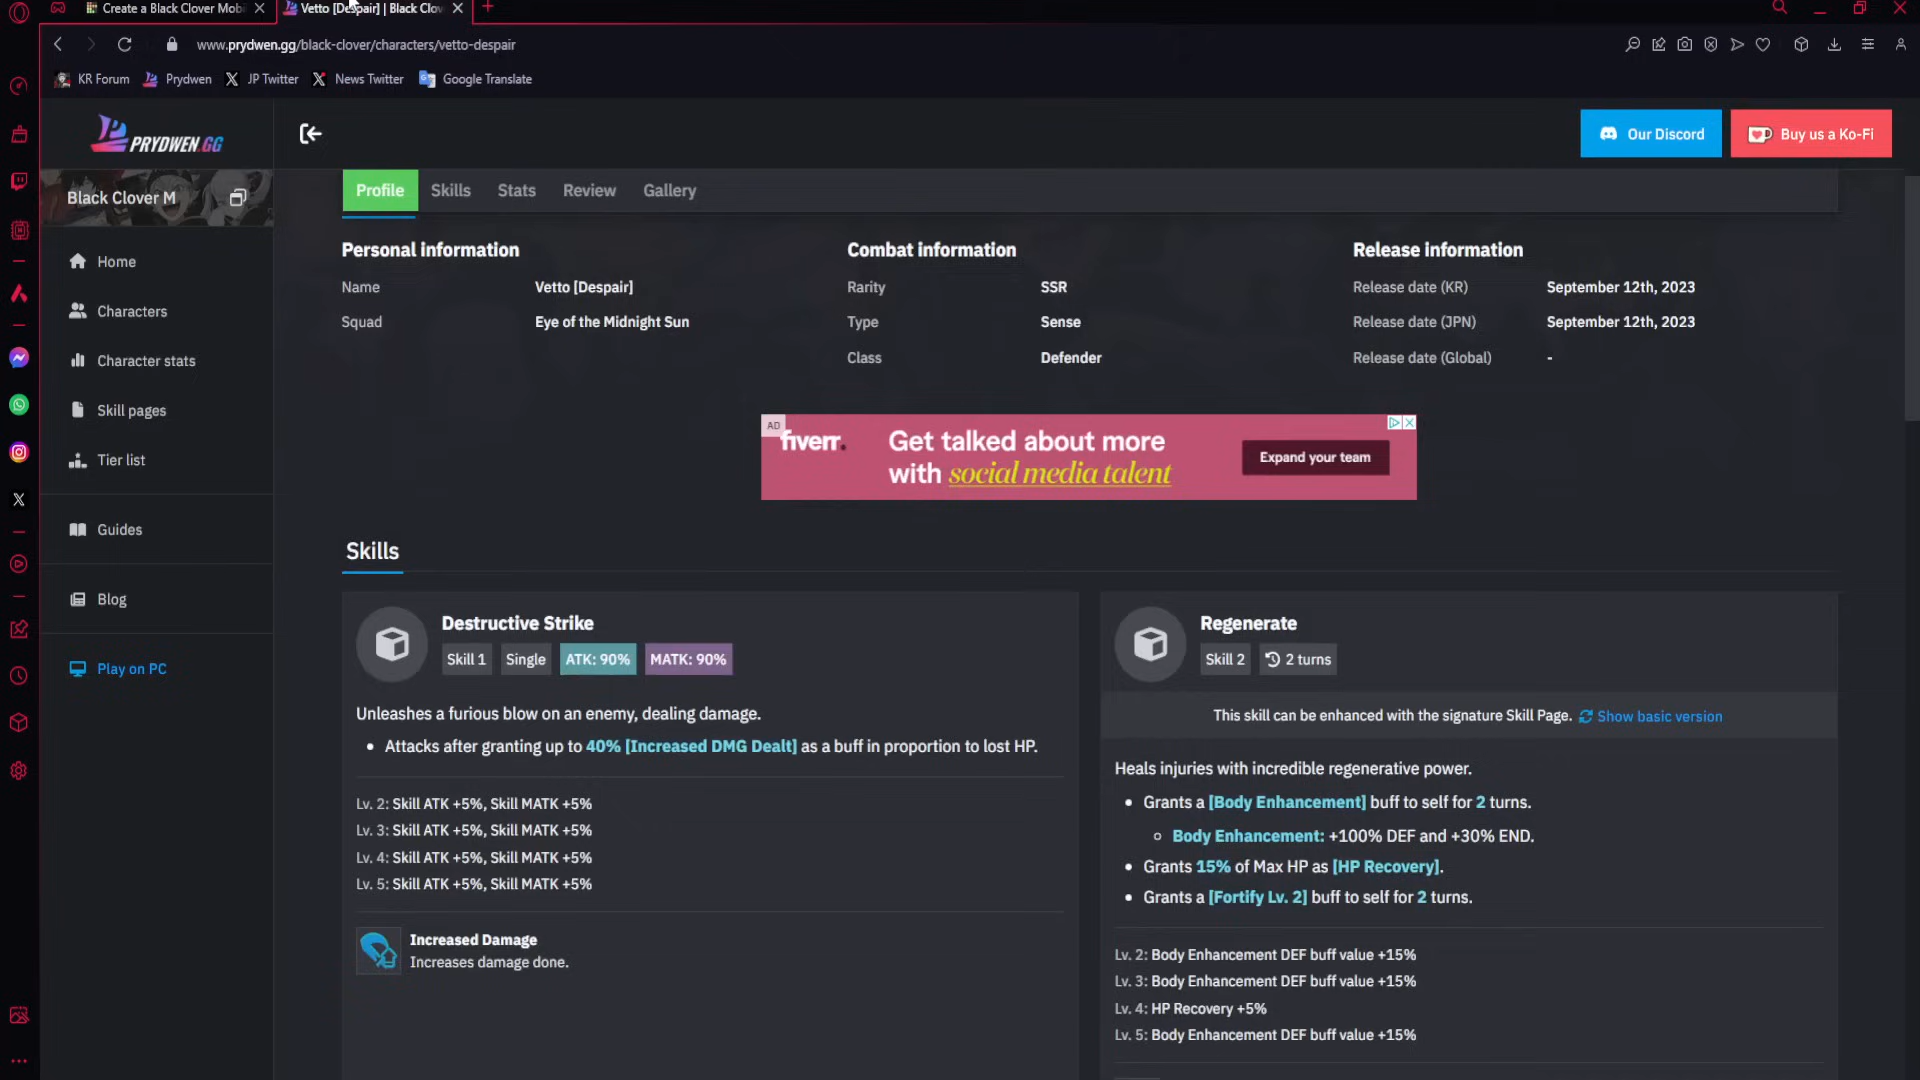 Create a Black Clover Mobi
Vetto [Despair] | Black Clov
www.prydwen.gg/black-clover/characters/vetto-despair
KR Forum
Prydwen
JP Twitter
News Twitter
Google Translate
PRYDWEN.GG
Our Discord
Buy us a Ko-Fi
Black Clover M
Home
Characters
Character stats
Skill pages
Tier list
Guides
Blog
Play on PC
Profile
Skills
Stats
Review
Gallery
Personal information
Name Vetto [Despair]
Squad Eye of the Midnight Sun
Combat information
Rarity SSR
Type Sense
Class Defender
Release information
Release date (KR) September 12th, 2023
Release date (JPN) September 12th, 2023
Release date (Global) -
AD
fiverr.
Get talked about more
with social media talent
Expand your team
Skills
Destructive Strike
Skill 1 Single ATK: 90% MATK: 90%
Unleashes a furious blow on an enemy, dealing damage.
• Attacks after granting up to 40% [Increased DMG Dealt] as a buff in proportion to lost HP.
Lv. 2: Skill ATK +5%, Skill MATK +5%
Lv. 3: Skill ATK +5%, Skill MATK +5%
Lv. 4: Skill ATK +5%, Skill MATK +5%
Lv. 5: Skill ATK +5%, Skill MATK +5%
Increased Damage
Increases damage done.
Regenerate
Skill 2 2 turns
This skill can be enhanced with the signature Skill Page. Show basic version
Heals injuries with incredible regenerative power.
• Grants a [Body Enhancement] buff to self for 2 turns.
Body Enhancement: +100% DEF and +30% END.
• Grants 15% of Max HP as [HP Recovery].
• Grants a [Fortify Lv. 2] buff to self for 2 turns.
Lv. 2: Body Enhancement DEF buff value +15%
Lv. 3: Body Enhancement DEF buff value +15%
Lv. 4: HP Recovery +5%
Lv. 5: Body Enhancement DEF buff value +15%